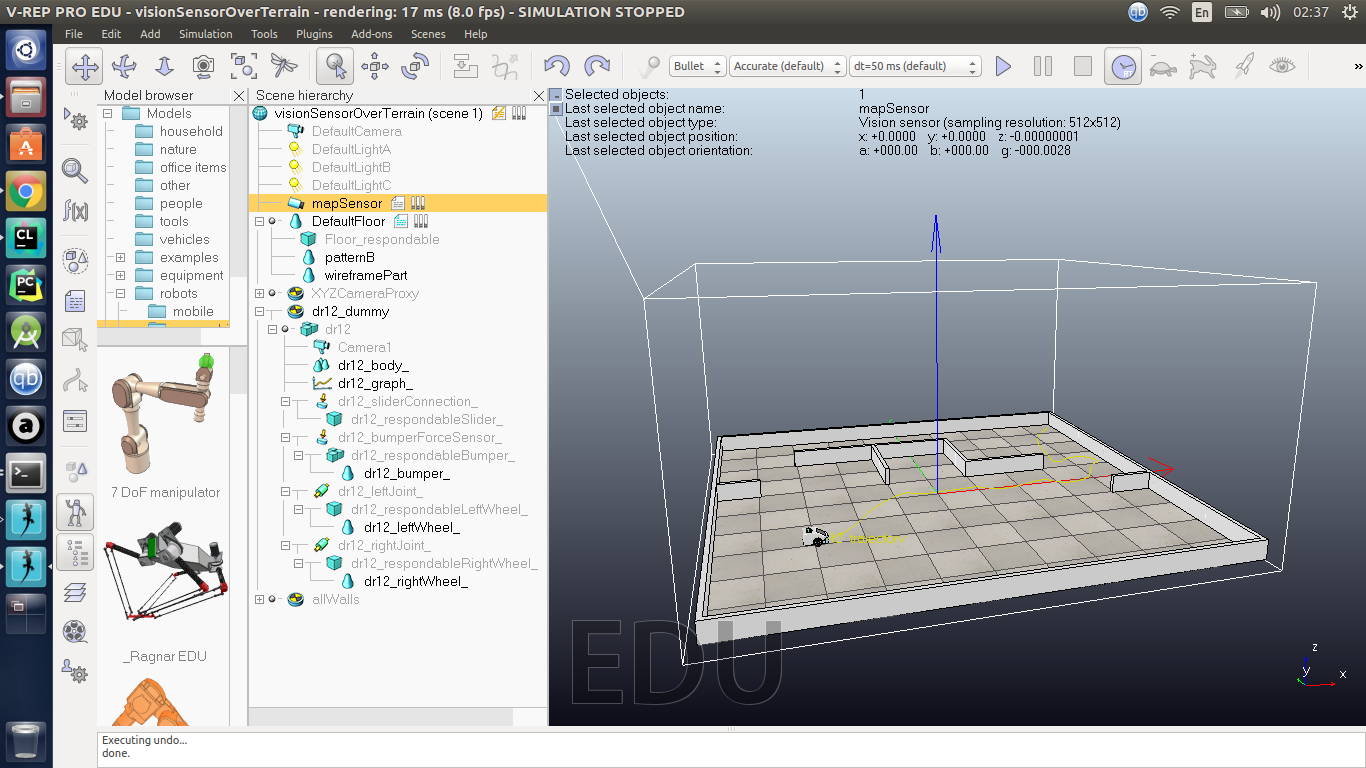 V-REP PRO EDU - visionSensorOverTerrain - rendering: 17 ms (8.0 fps) - SIMULATION STOPPED
qb
En
02:37
File Edit Add Simulation Tools Plugins Add-ons Scenes Help
Bullet
Accurate (default)
dt=50 ms (default)
RT
»
Model browser
Models
household
nature
office items
other
people
tools
vehicles
examples
equipment
robots
mobile
7 DoF manipulator
_Ragnar EDU
Scene hierarchy
visionSensorOverTerrain (scene 1)
DefaultCamera
DefaultLightA
DefaultLightB
DefaultLightC
mapSensor
DefaultFloor
Floor_respondable
patternB
wireframePart
XYZCameraProxy
dr12_dummy
dr12
Camera1
dr12_body_
dr12_graph_
dr12_sliderConnection_
dr12_respondableSlider_
dr12_bumperForceSensor_
dr12_respondableBumper_
dr12_bumper_
dr12_leftJoint_
dr12_respondableLeftWheel_
dr12_leftWheel_
dr12_rightJoint_
dr12_respondableRightWheel_
dr12_rightWheel_
allWalls
Selected objects: 1
Last selected object name: mapSensor
Last selected object type: Vision sensor (sampling resolution: 512x512)
Last selected object position: x: +0.0000 y: +0.0000 z: -0.00000001
Last selected object orientation: a: +000.00 b: +000.00 g: -000.0028
EDU
z
y
x
f(x)
CL
PC
qb
a
Executing undo...
done.